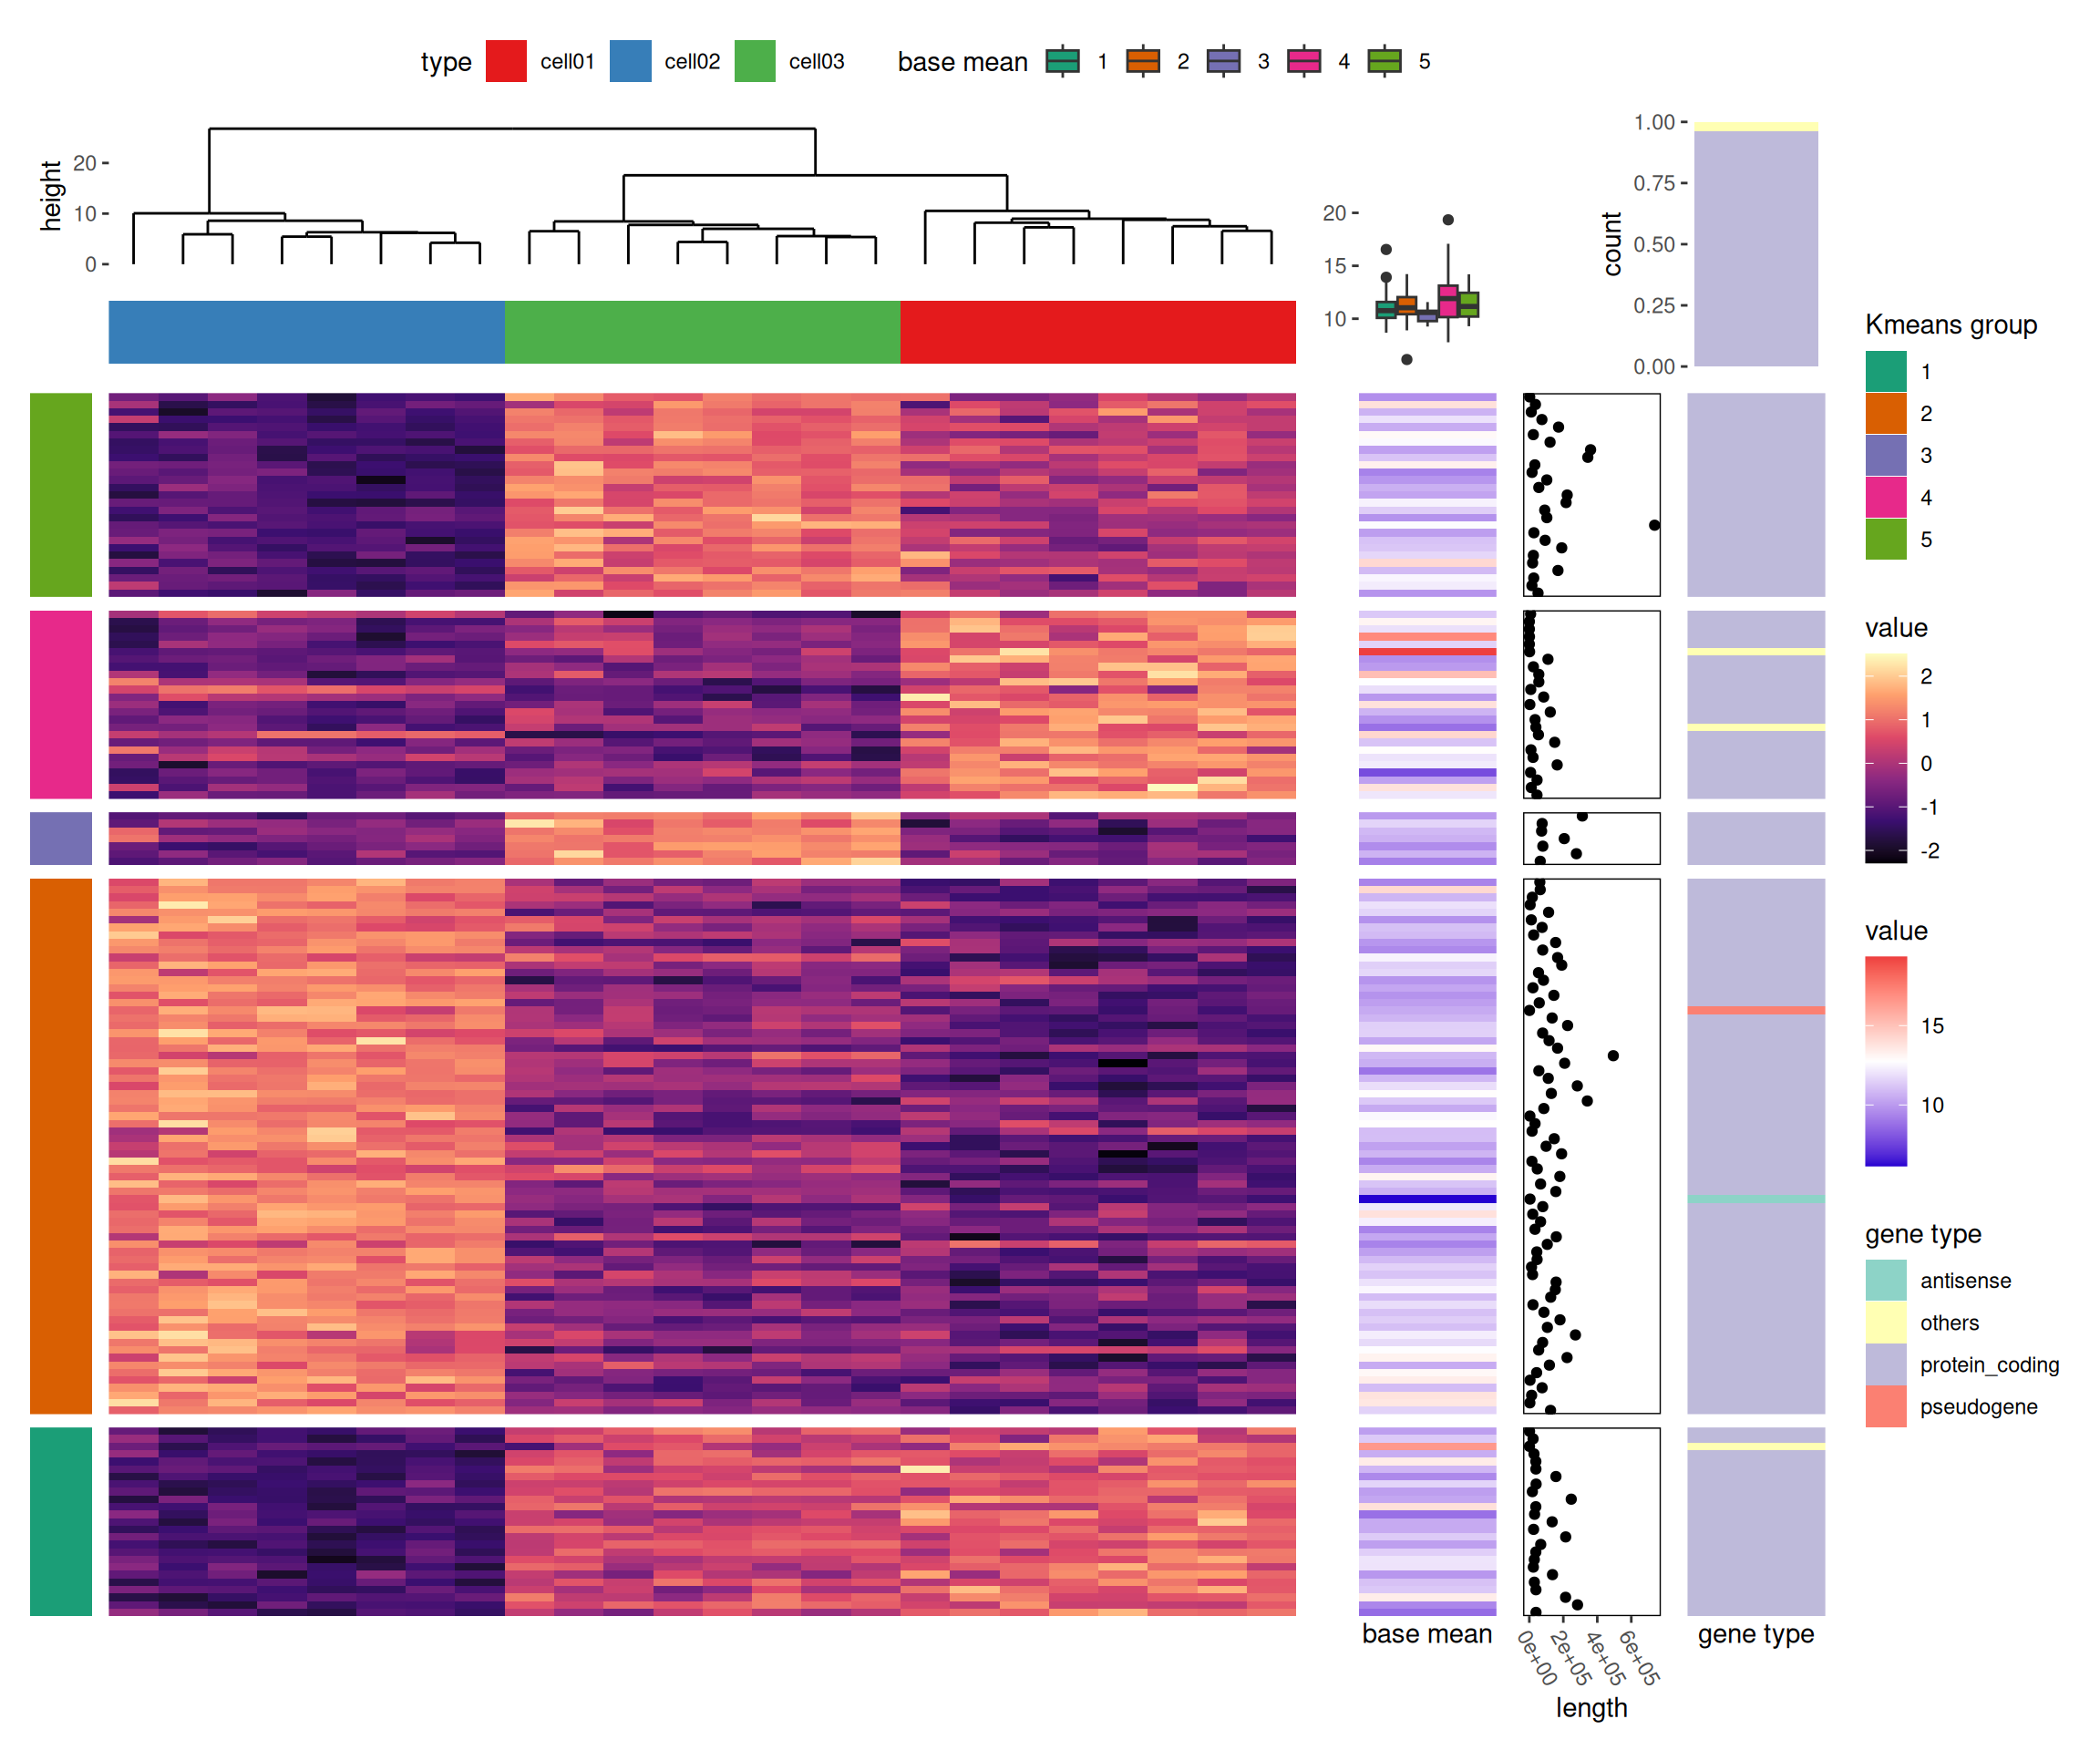 type cell01 cell02 cell03 base mean 1 2 3 4 5
height
20
10
0
20
15
10
count
1.00
0.75
0.50
0.25
0.00
Kmeans group
1
2
3
4
5
value
2
1
0
-1
-2
value
15
10
gene type
antisense
others
protein_coding
pseudogene
base mean
0e+00 2e+05 4e+05 6e+05
length
gene type